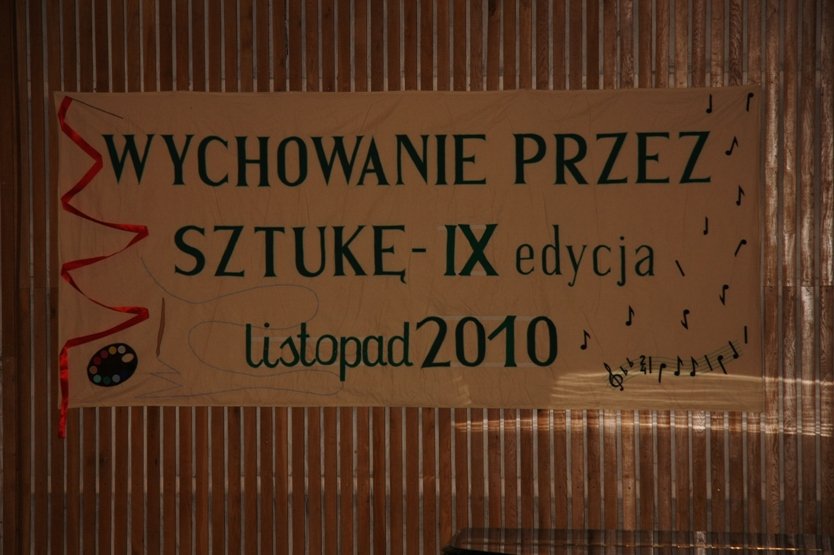 WYCHOWANIE PRZEZ
SZTUKĘ - IX edycja
listopad 2010